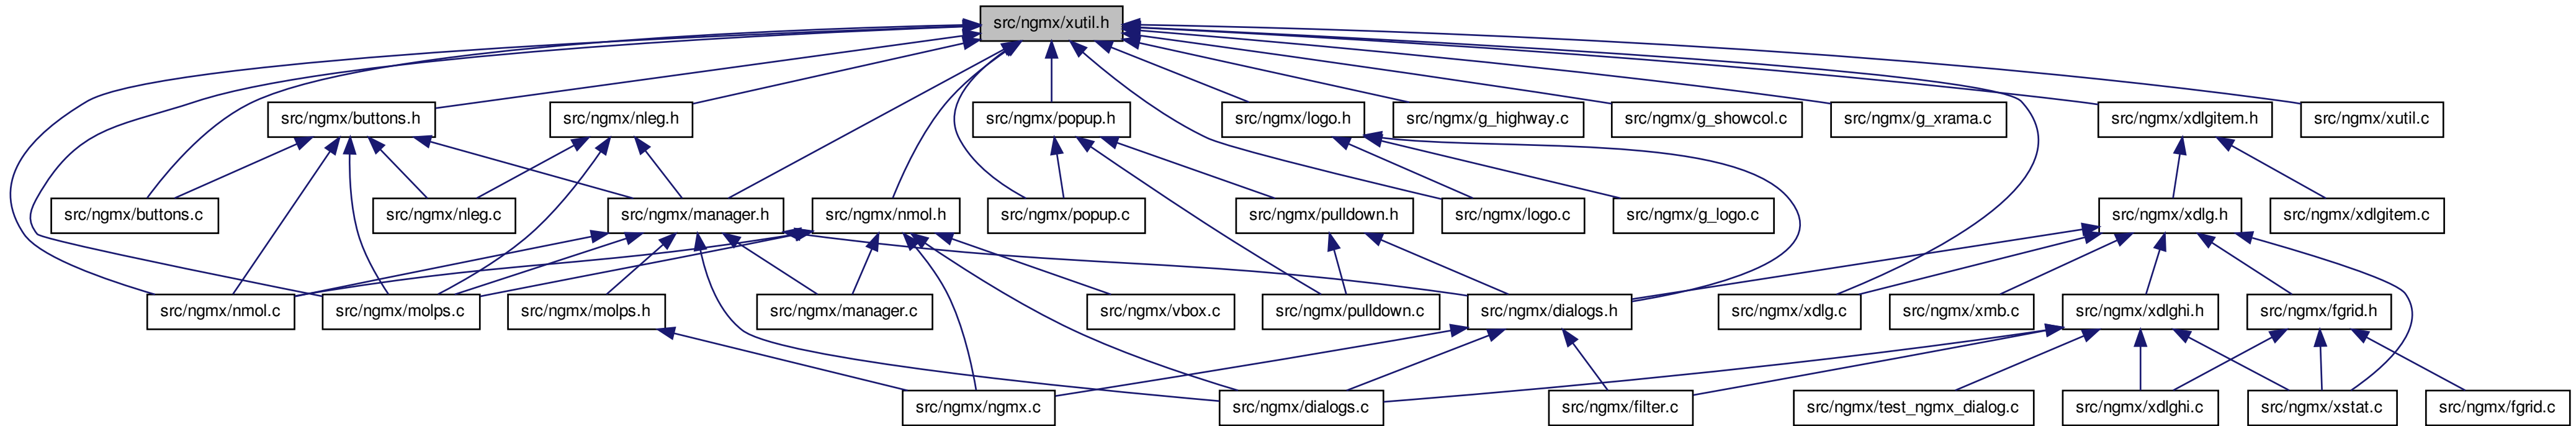 src/ngmx/xutil.h
src/ngmx/buttons.h
src/ngmx/nleg.h
src/ngmx/popup.h
src/ngmx/logo.h
src/ngmx/g_highway.c
src/ngmx/g_showcol.c
src/ngmx/g_xrama.c
src/ngmx/xdlgitem.h
src/ngmx/xutil.c
src/ngmx/buttons.c
src/ngmx/nleg.c
src/ngmx/manager.h
src/ngmx/nmol.h
src/ngmx/popup.c
src/ngmx/pulldown.h
src/ngmx/logo.c
src/ngmx/g_logo.c
src/ngmx/xdlg.h
src/ngmx/xdlgitem.c
src/ngmx/nmol.c
src/ngmx/molps.c
src/ngmx/molps.h
src/ngmx/manager.c
src/ngmx/vbox.c
src/ngmx/pulldown.c
src/ngmx/dialogs.h
src/ngmx/xdlg.c
src/ngmx/xmb.c
src/ngmx/xdlghi.h
src/ngmx/fgrid.h
src/ngmx/ngmx.c
src/ngmx/dialogs.c
src/ngmx/filter.c
src/ngmx/test_ngmx_dialog.c
src/ngmx/xdlghi.c
src/ngmx/xstat.c
src/ngmx/fgrid.c